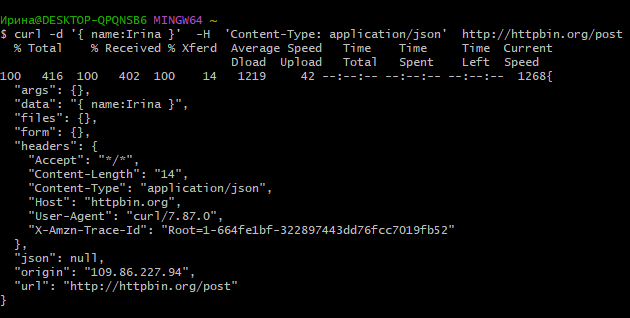 Ирина@DESKTOP-QPQNSB6 MINGW64 ~
$ curl -d '{ name:Irina }'  -H  'Content-Type: application/json'  http://httpbin.org/post
  % Total    % Received % Xferd  Average Speed   Time    Time     Time  Current
                                 Dload  Upload   Total   Spent    Left  Speed
100   416  100   402  100    14   1219     42 --:--:-- --:--:-- --:--:--  1268{
  "args": {},
  "data": "{ name:Irina }",
  "files": {},
  "form": {},
  "headers": {
    "Accept": "*/*",
    "Content-Length": "14",
    "Content-Type": "application/json",
    "Host": "httpbin.org",
    "User-Agent": "curl/7.87.0",
    "X-Amzn-Trace-Id": "Root=1-664fe1bf-322897443dd76fcc7019fb52"
  },
  "json": null,
  "origin": "109.86.227.94",
  "url": "http://httpbin.org/post"
}